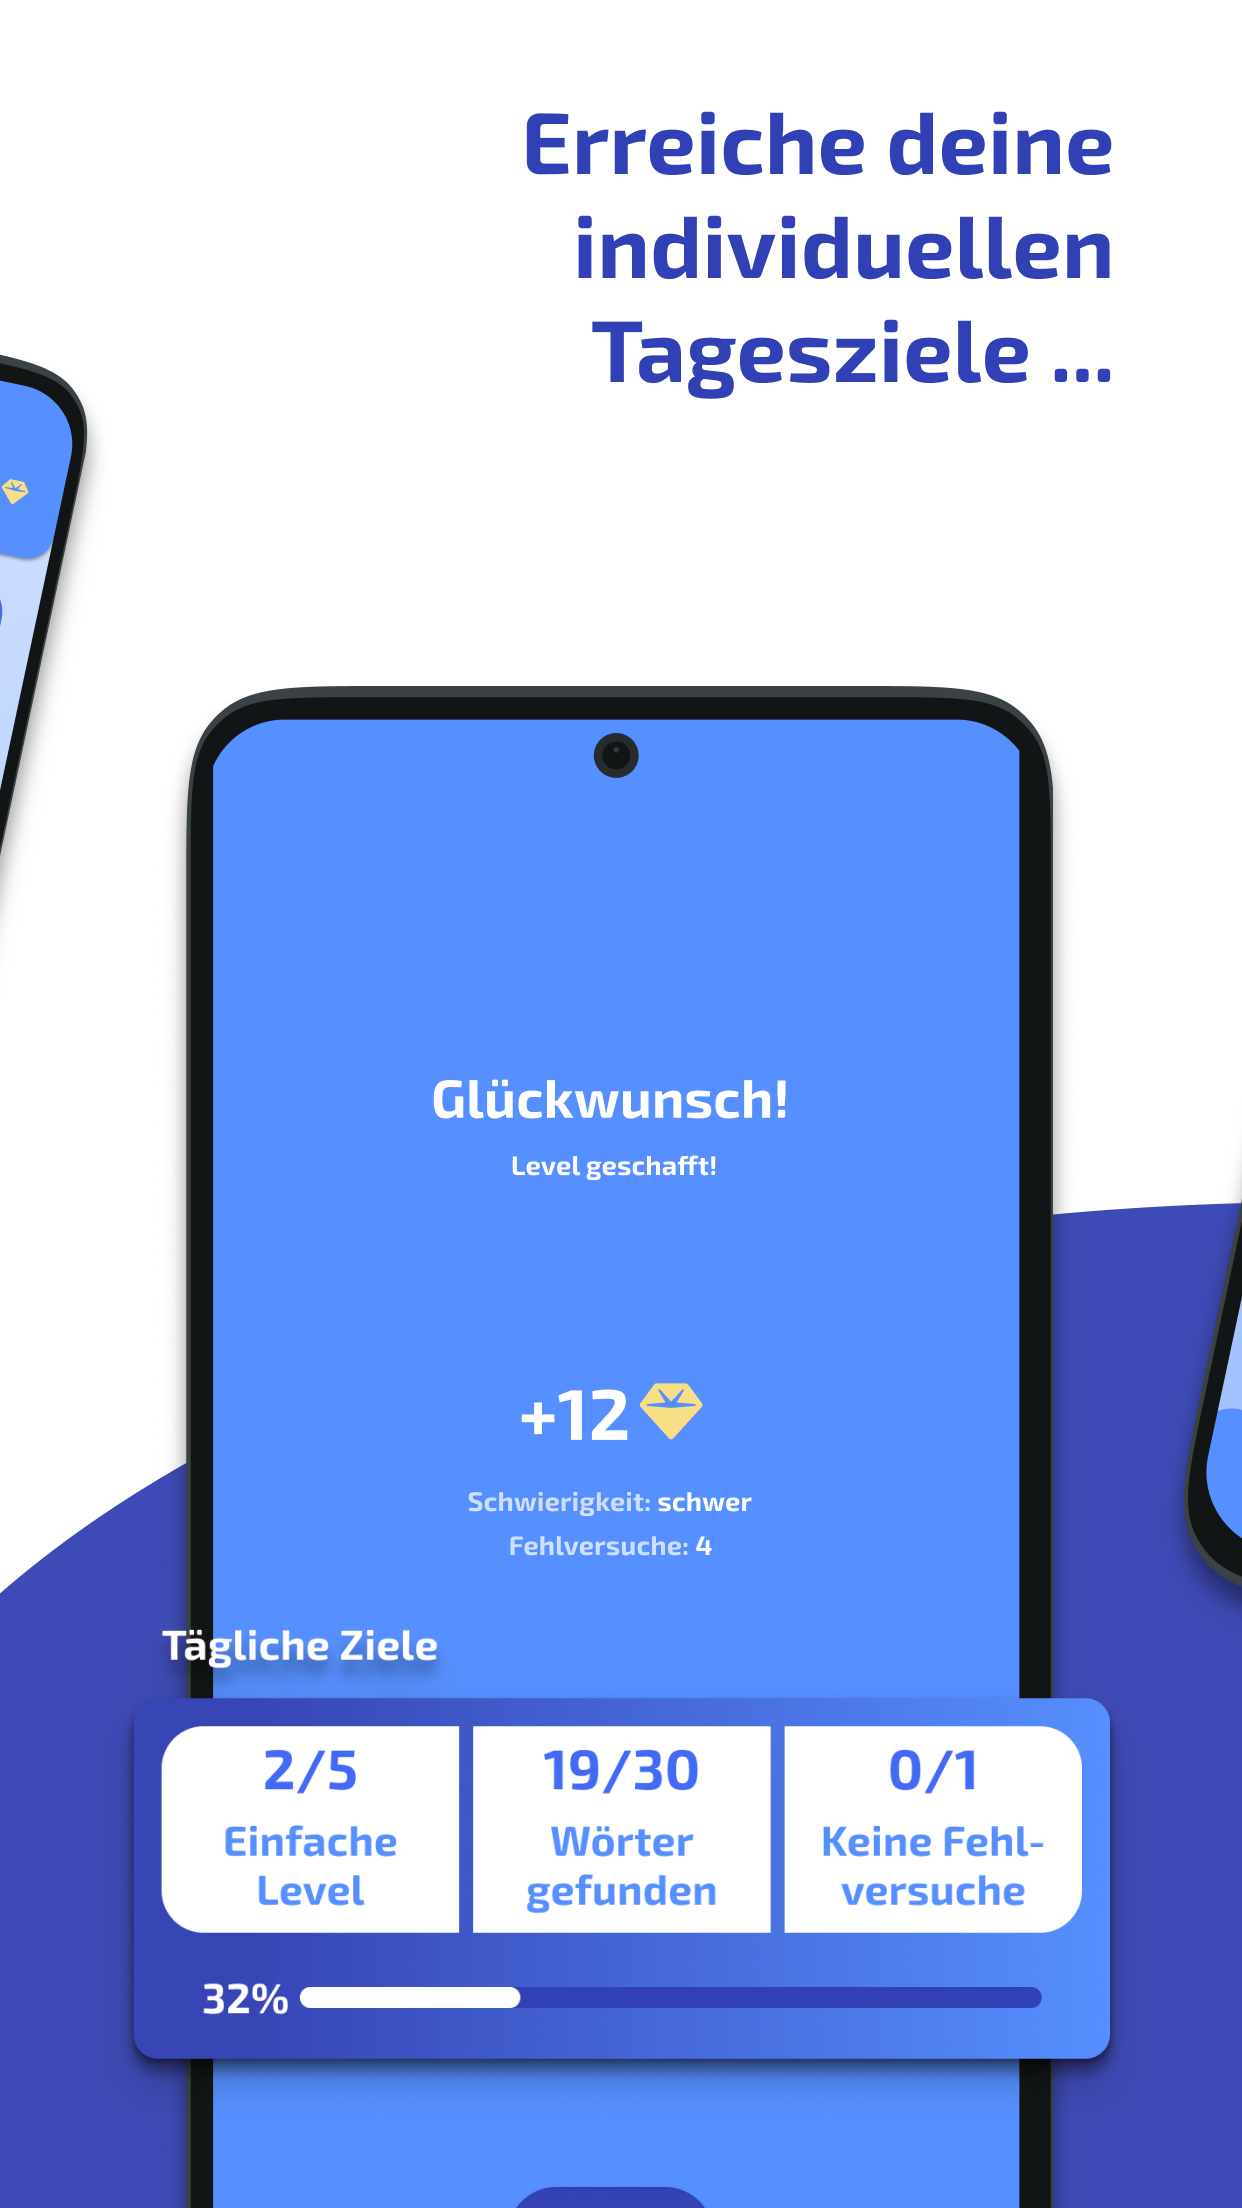 Erreiche deine
individuellen
Tagesziele ...
Glückwunsch!
Level geschafft!
+12
Schwierigkeit: schwer
Fehlversuche: 4
Tägliche Ziele
2/5
Einfache
Level
19/30
Wörter
gefunden
0/1
Keine Fehl-
versuche
32%